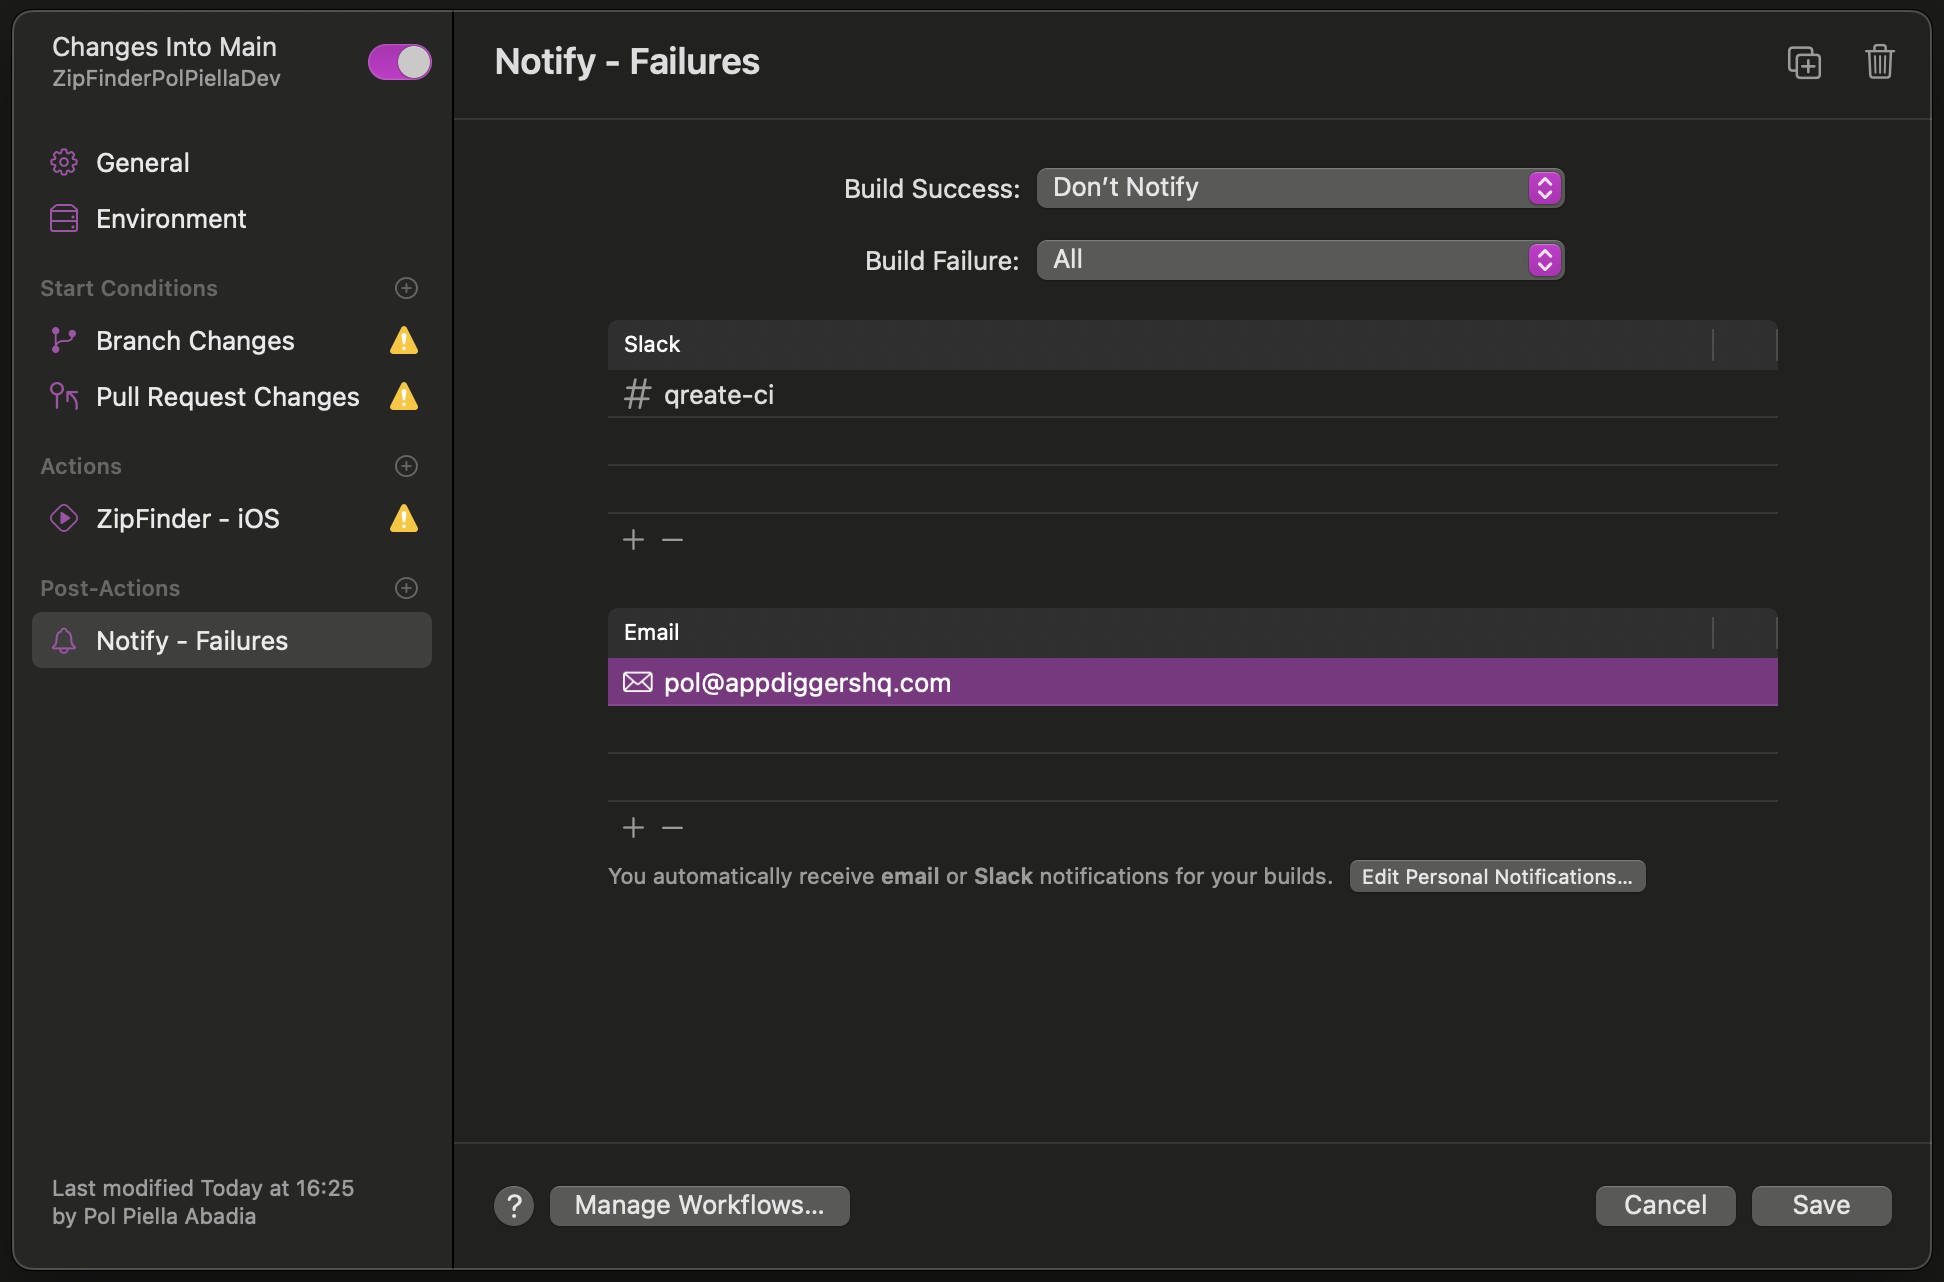 Changes Into Main
ZipFinderPolPiellaDev
General
Environment
Start Conditions
Branch Changes
Pull Request Changes
Actions
ZipFinder - iOS
Post-Actions
Notify - Failures
Last modified Today at 16:25
by Pol Piella Abadia
Notify - Failures
Build Success: Don’t Notify
Build Failure: All
Slack
# qreate-ci
Email
pol@appdiggershq.com
You automatically receive email or Slack notifications for your builds. Edit Personal Notifications...
? Manage Workflows... Cancel Save